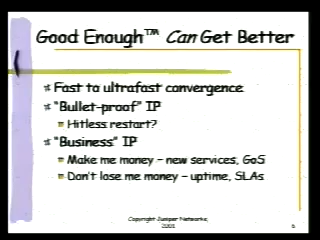 Good Enough™ Can Get Better
Fast to ultrafast convergence
"Bullet-proof" IP
Hitless restart?
"Business" IP
Make me money – new services, GoS
Don't lose me money – uptime, SLAs
Copyright Juniper Networks,
2001
6